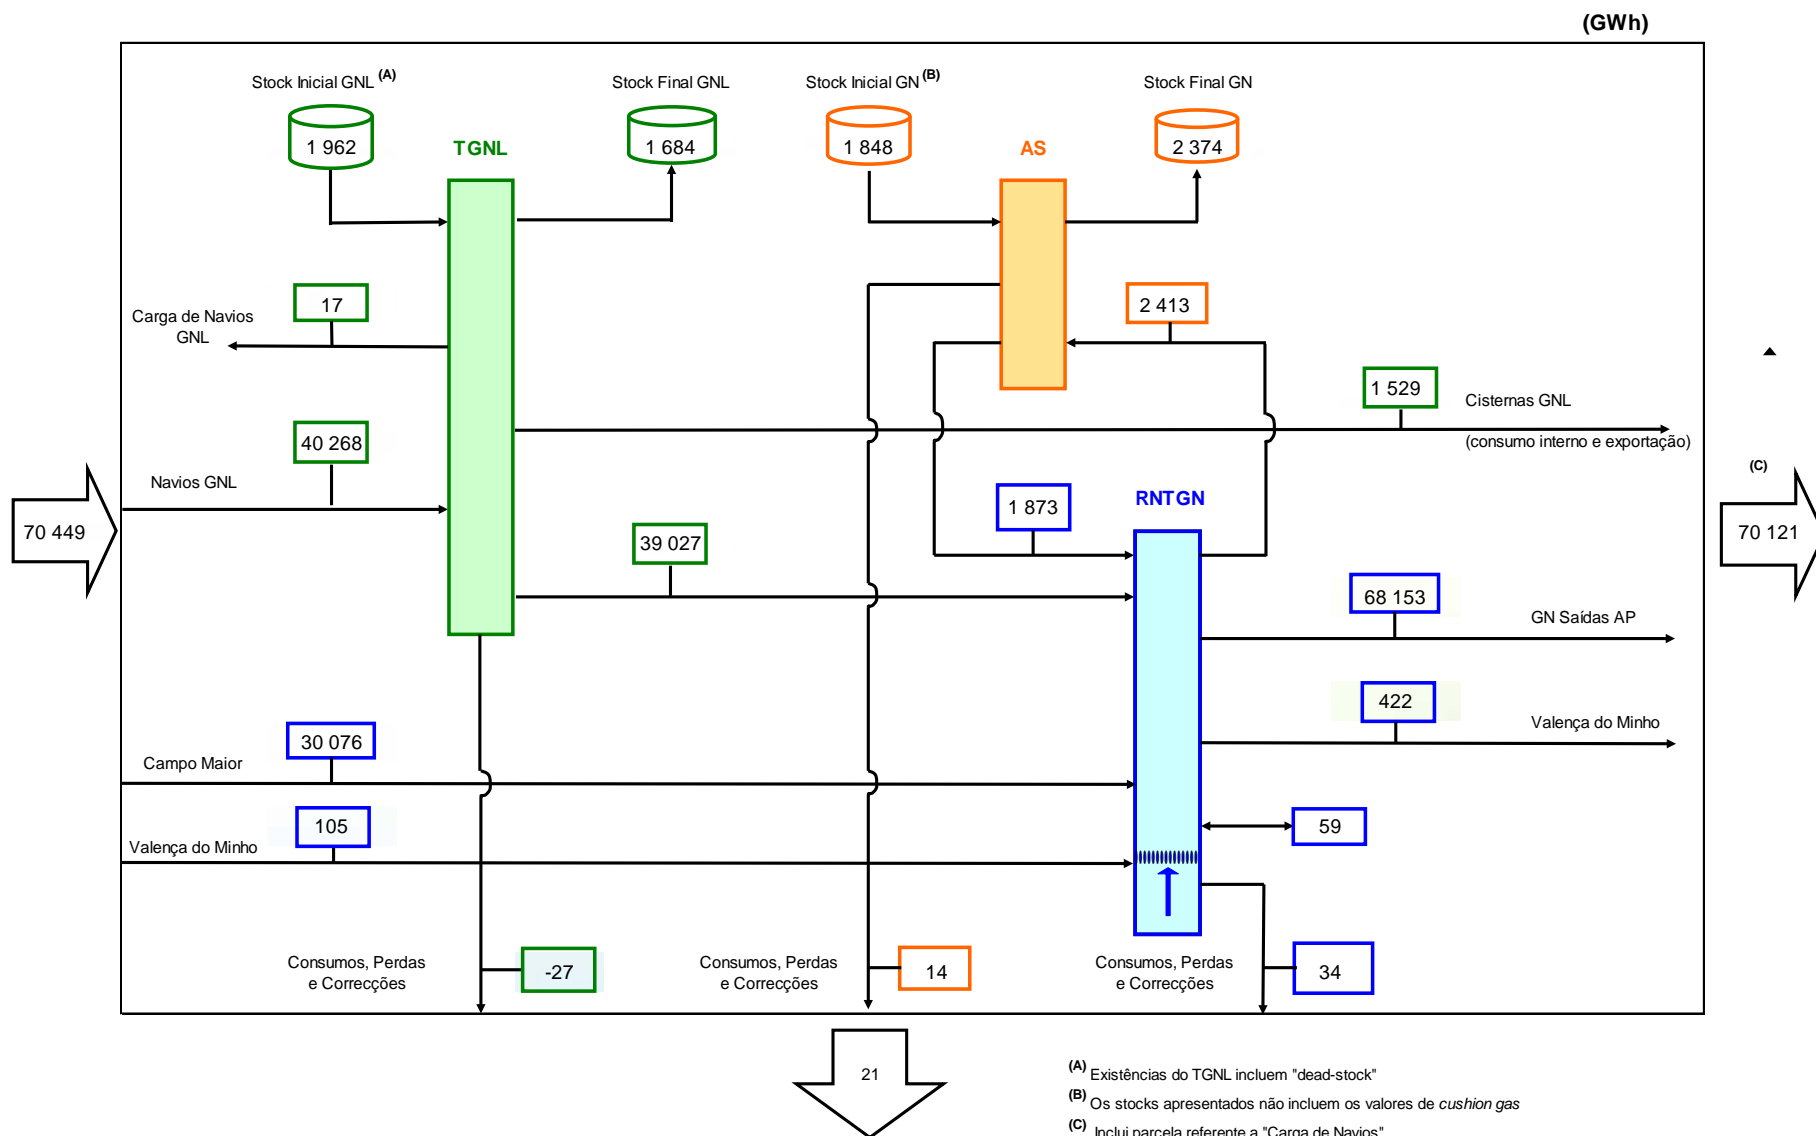 (GWh)
Stock Inicial GNL (A)
Stock Final GNL
Stock Inicial GN (B)
Stock Final GN
1 962
TGNL
1 684
1 848
AS
2 374
17
Carga de Navios
GNL
2 413
1 529
Cisternas GNL
(consumo interno e exportação)
40 268
Navios GNL
(C)
70 449
1 873
RNTGN
70 121
39 027
68 153
GN Saídas AP
422
Valença do Minho
30 076
Campo Maior
105
Valença do Minho
59
Consumos, Perdas
e Correcções
-27
Consumos, Perdas
e Correcções
14
Consumos, Perdas
e Correcções
34
21
(A) Existências do TGNL incluem "dead-stock"
(B) Os stocks apresentados não incluem os valores de cushion gas
(C) Inclui parcela referente a "Carga de Navios"